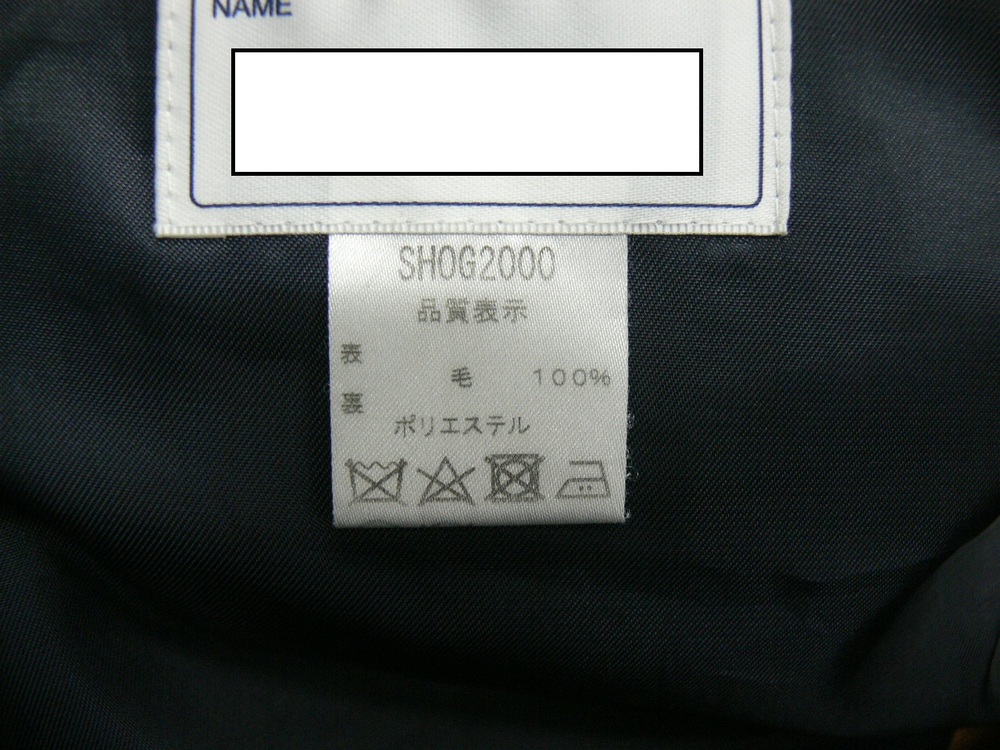 NAME
SHOG2000
品質表示
表
毛 100%
裏
ポリエステル